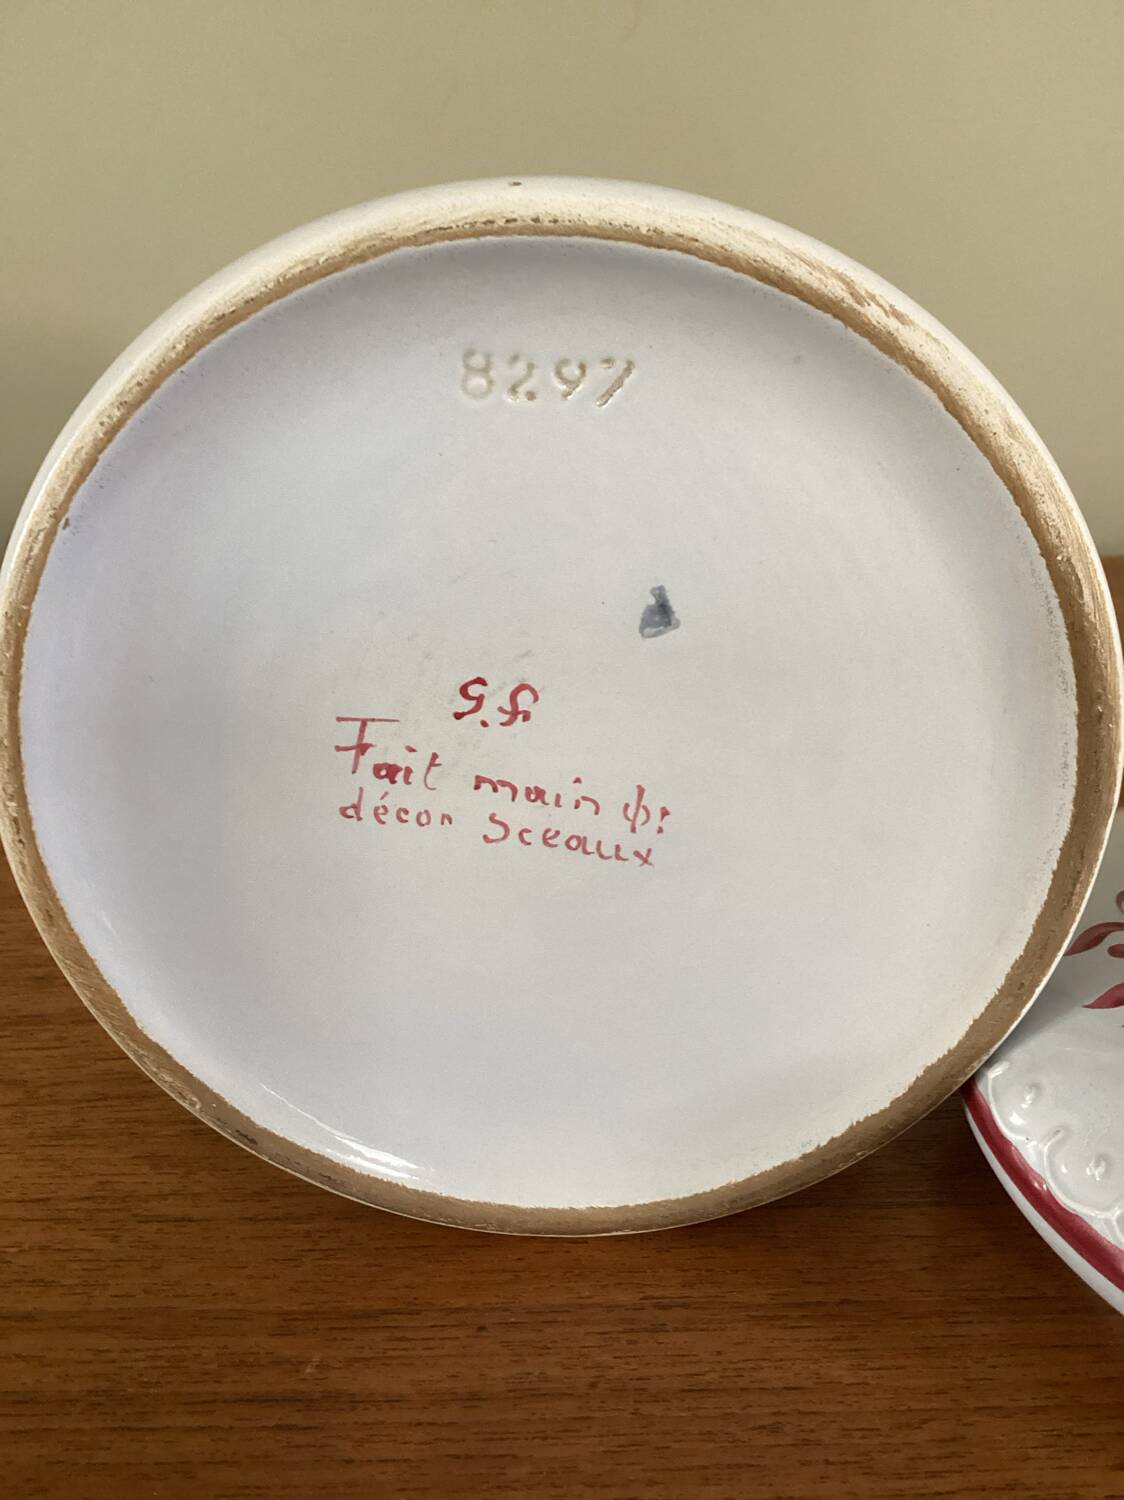 8297
G.F
Fait main
décor Sceaux